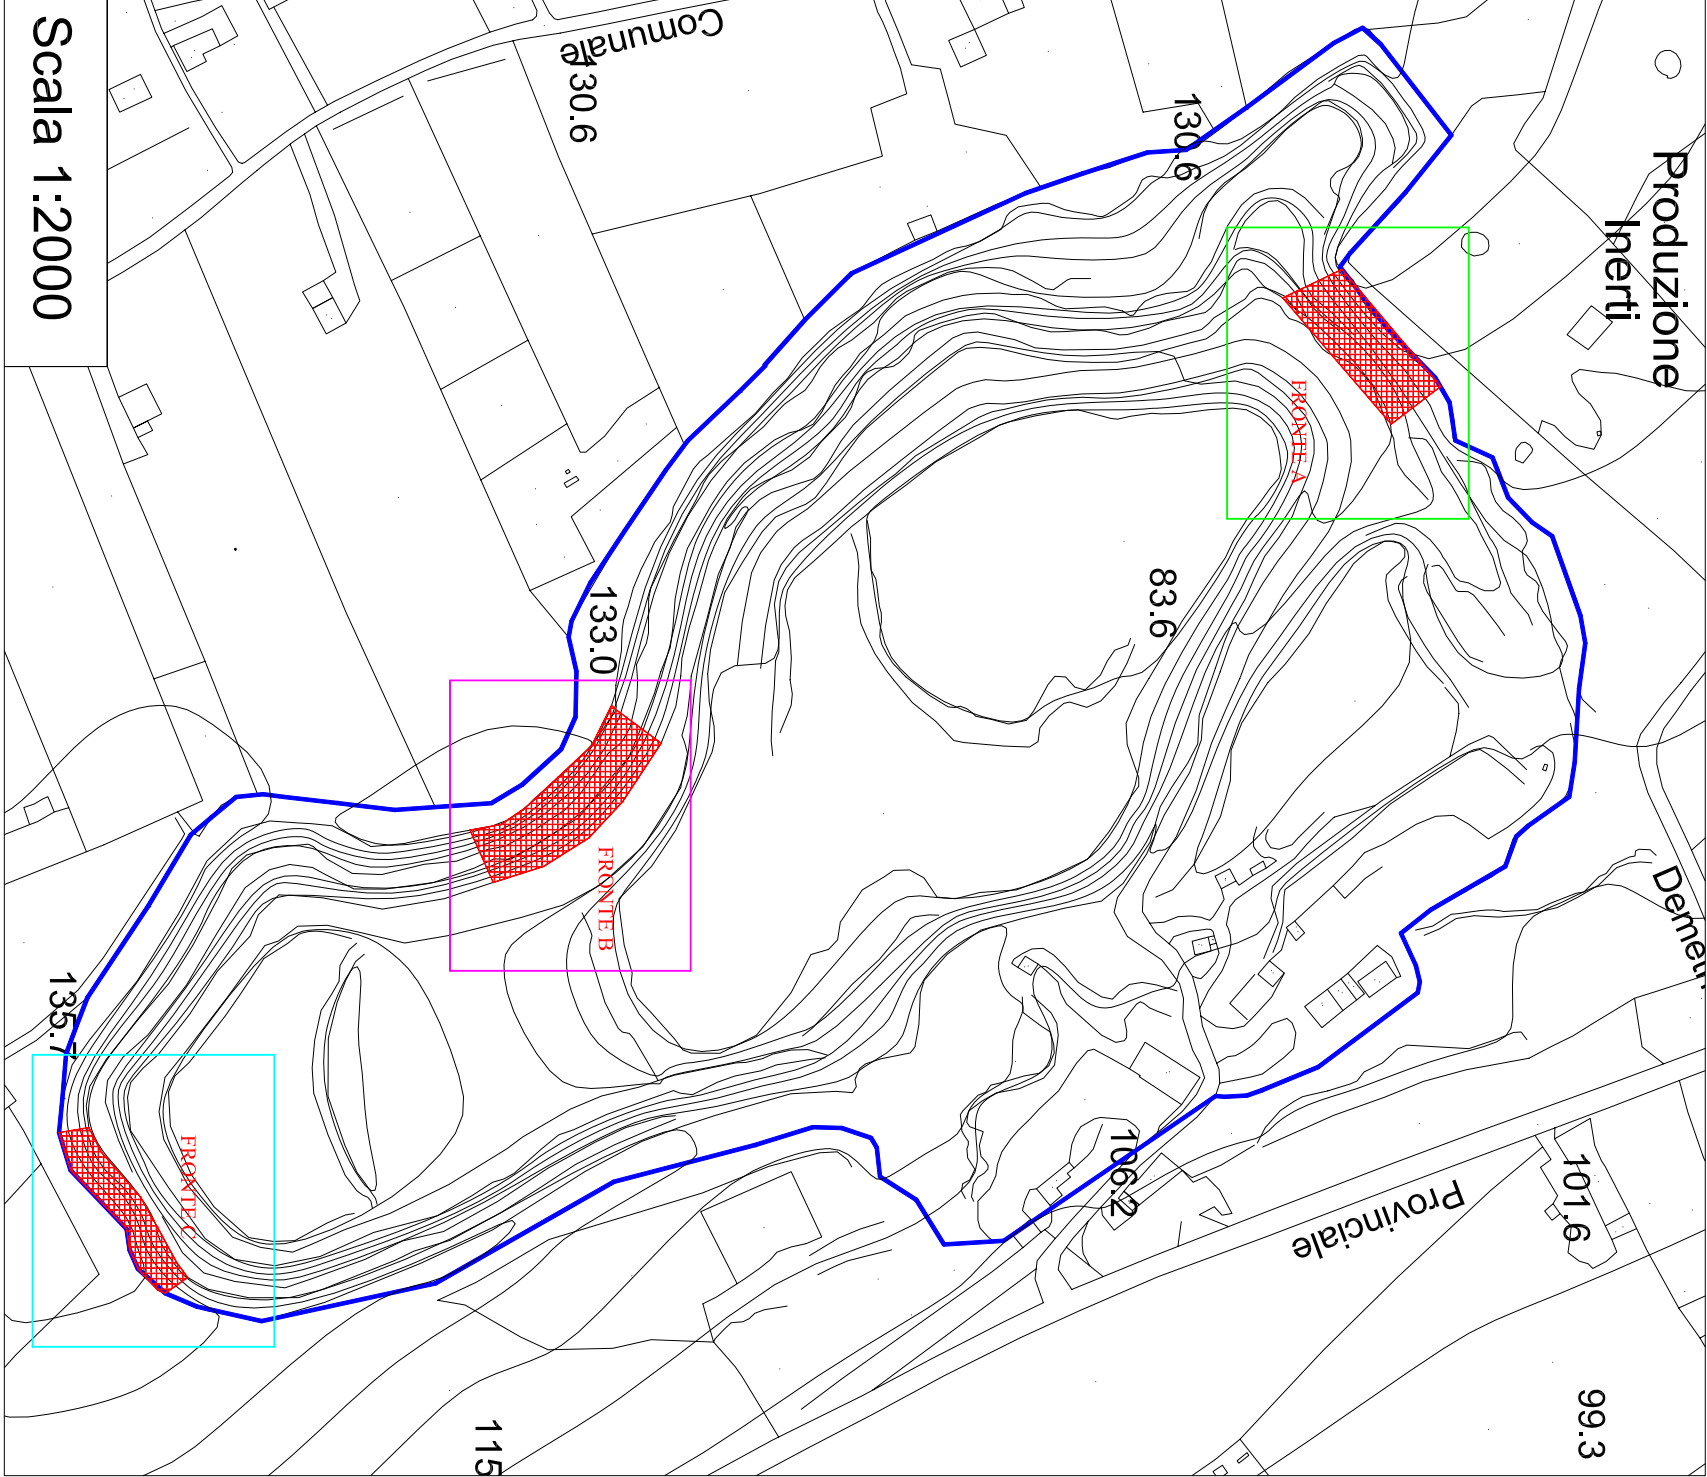 Produzione
Inerti
Comunale
130.6
130.6
Scala 1:2000
FRONTE A
83.6
133.0
FRONTE B
135.7
FRONTE C
106.2
Provinciale
101.6
99.3
115